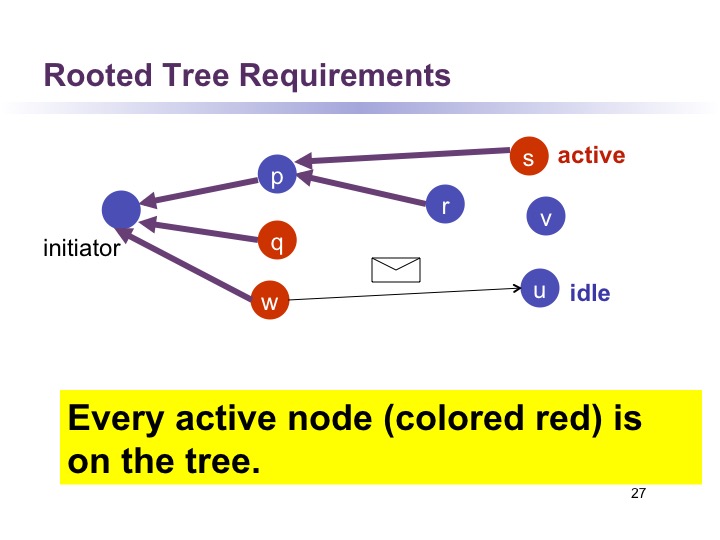 Rooted Tree Requirements
s active
p
r
v
q
initiator
w
u idle
Every active node (colored red) is
on the tree.
27